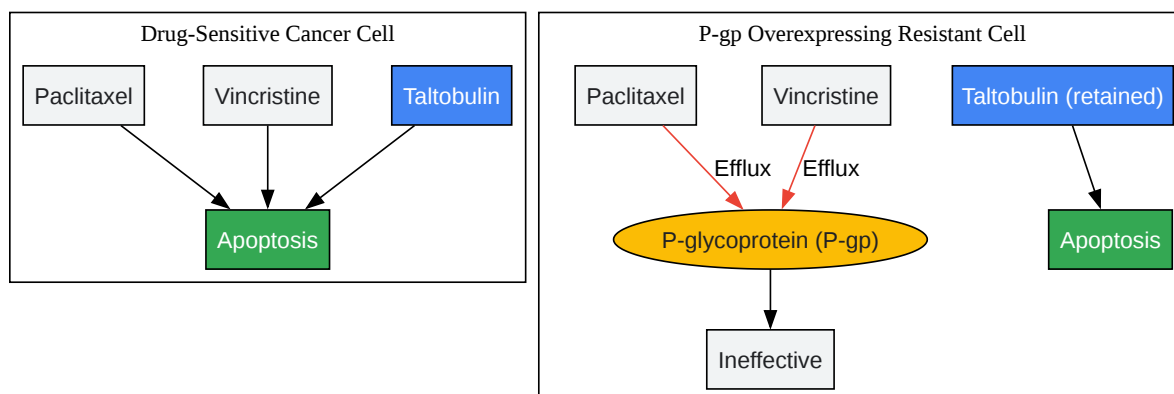 Drug-Sensitive Cancer Cell
Paclitaxel
Vincristine
Taltobulin
Apoptosis
P-gp Overexpressing Resistant Cell
Paclitaxel
Vincristine
Taltobulin (retained)
Efflux
Efflux
P-glycoprotein (P-gp)
Apoptosis
Ineffective